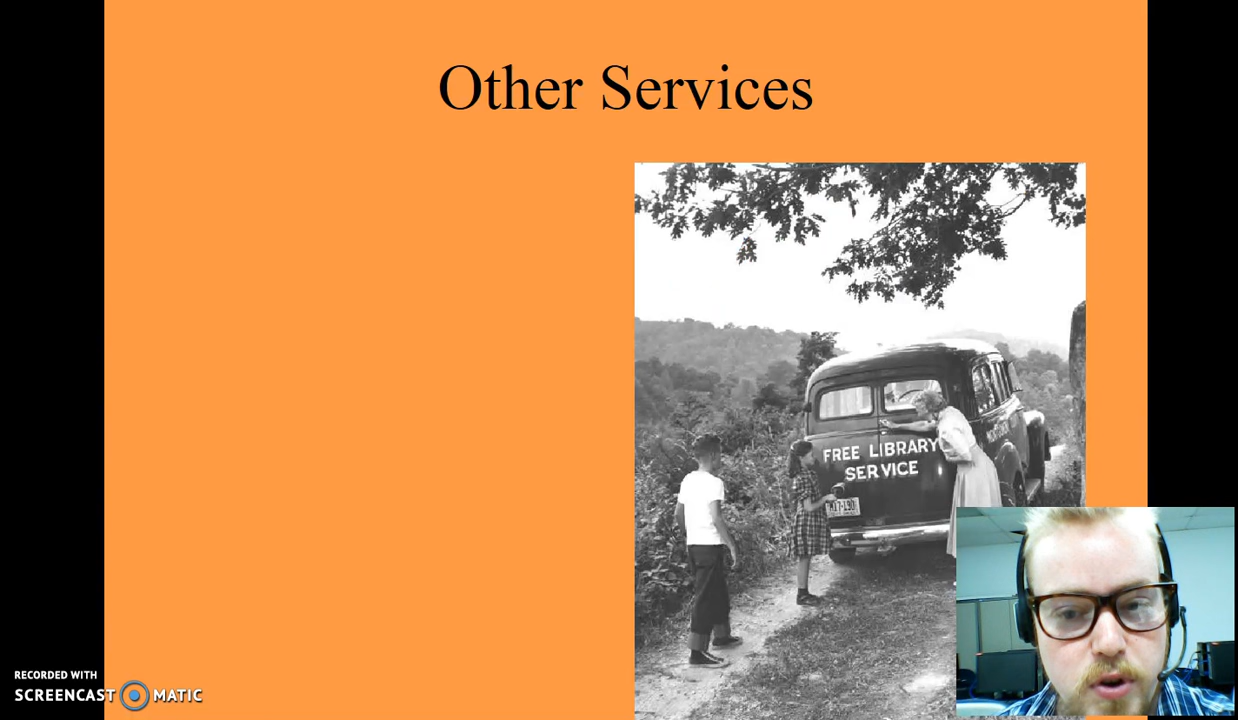 Other Services
FREE LIBRARY
SERVICE
RECORDED WITH
SCREENCAST MATIC